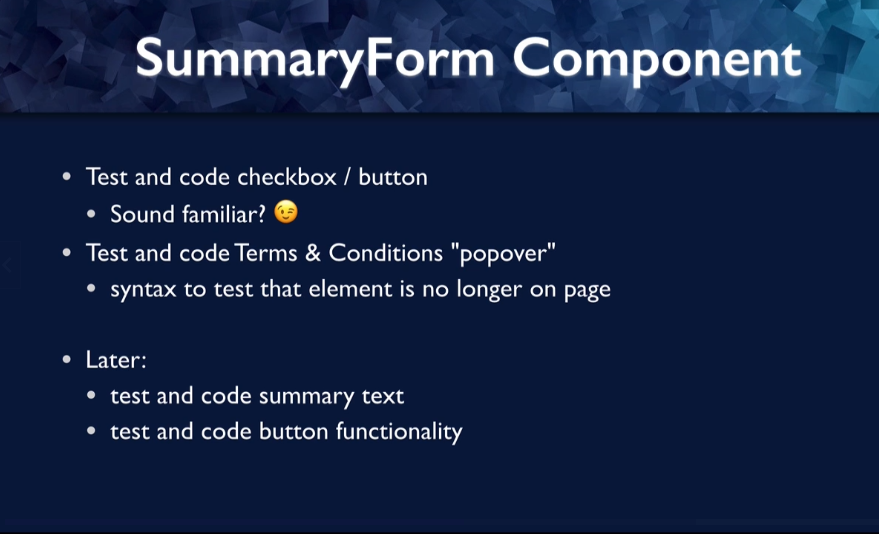 SummaryForm Component
• Test and code checkbox / button
• Sound familiar? 😉
• Test and code Terms & Conditions "popover"
• syntax to test that element is no longer on page
• Later:
• test and code summary text
• test and code button functionality